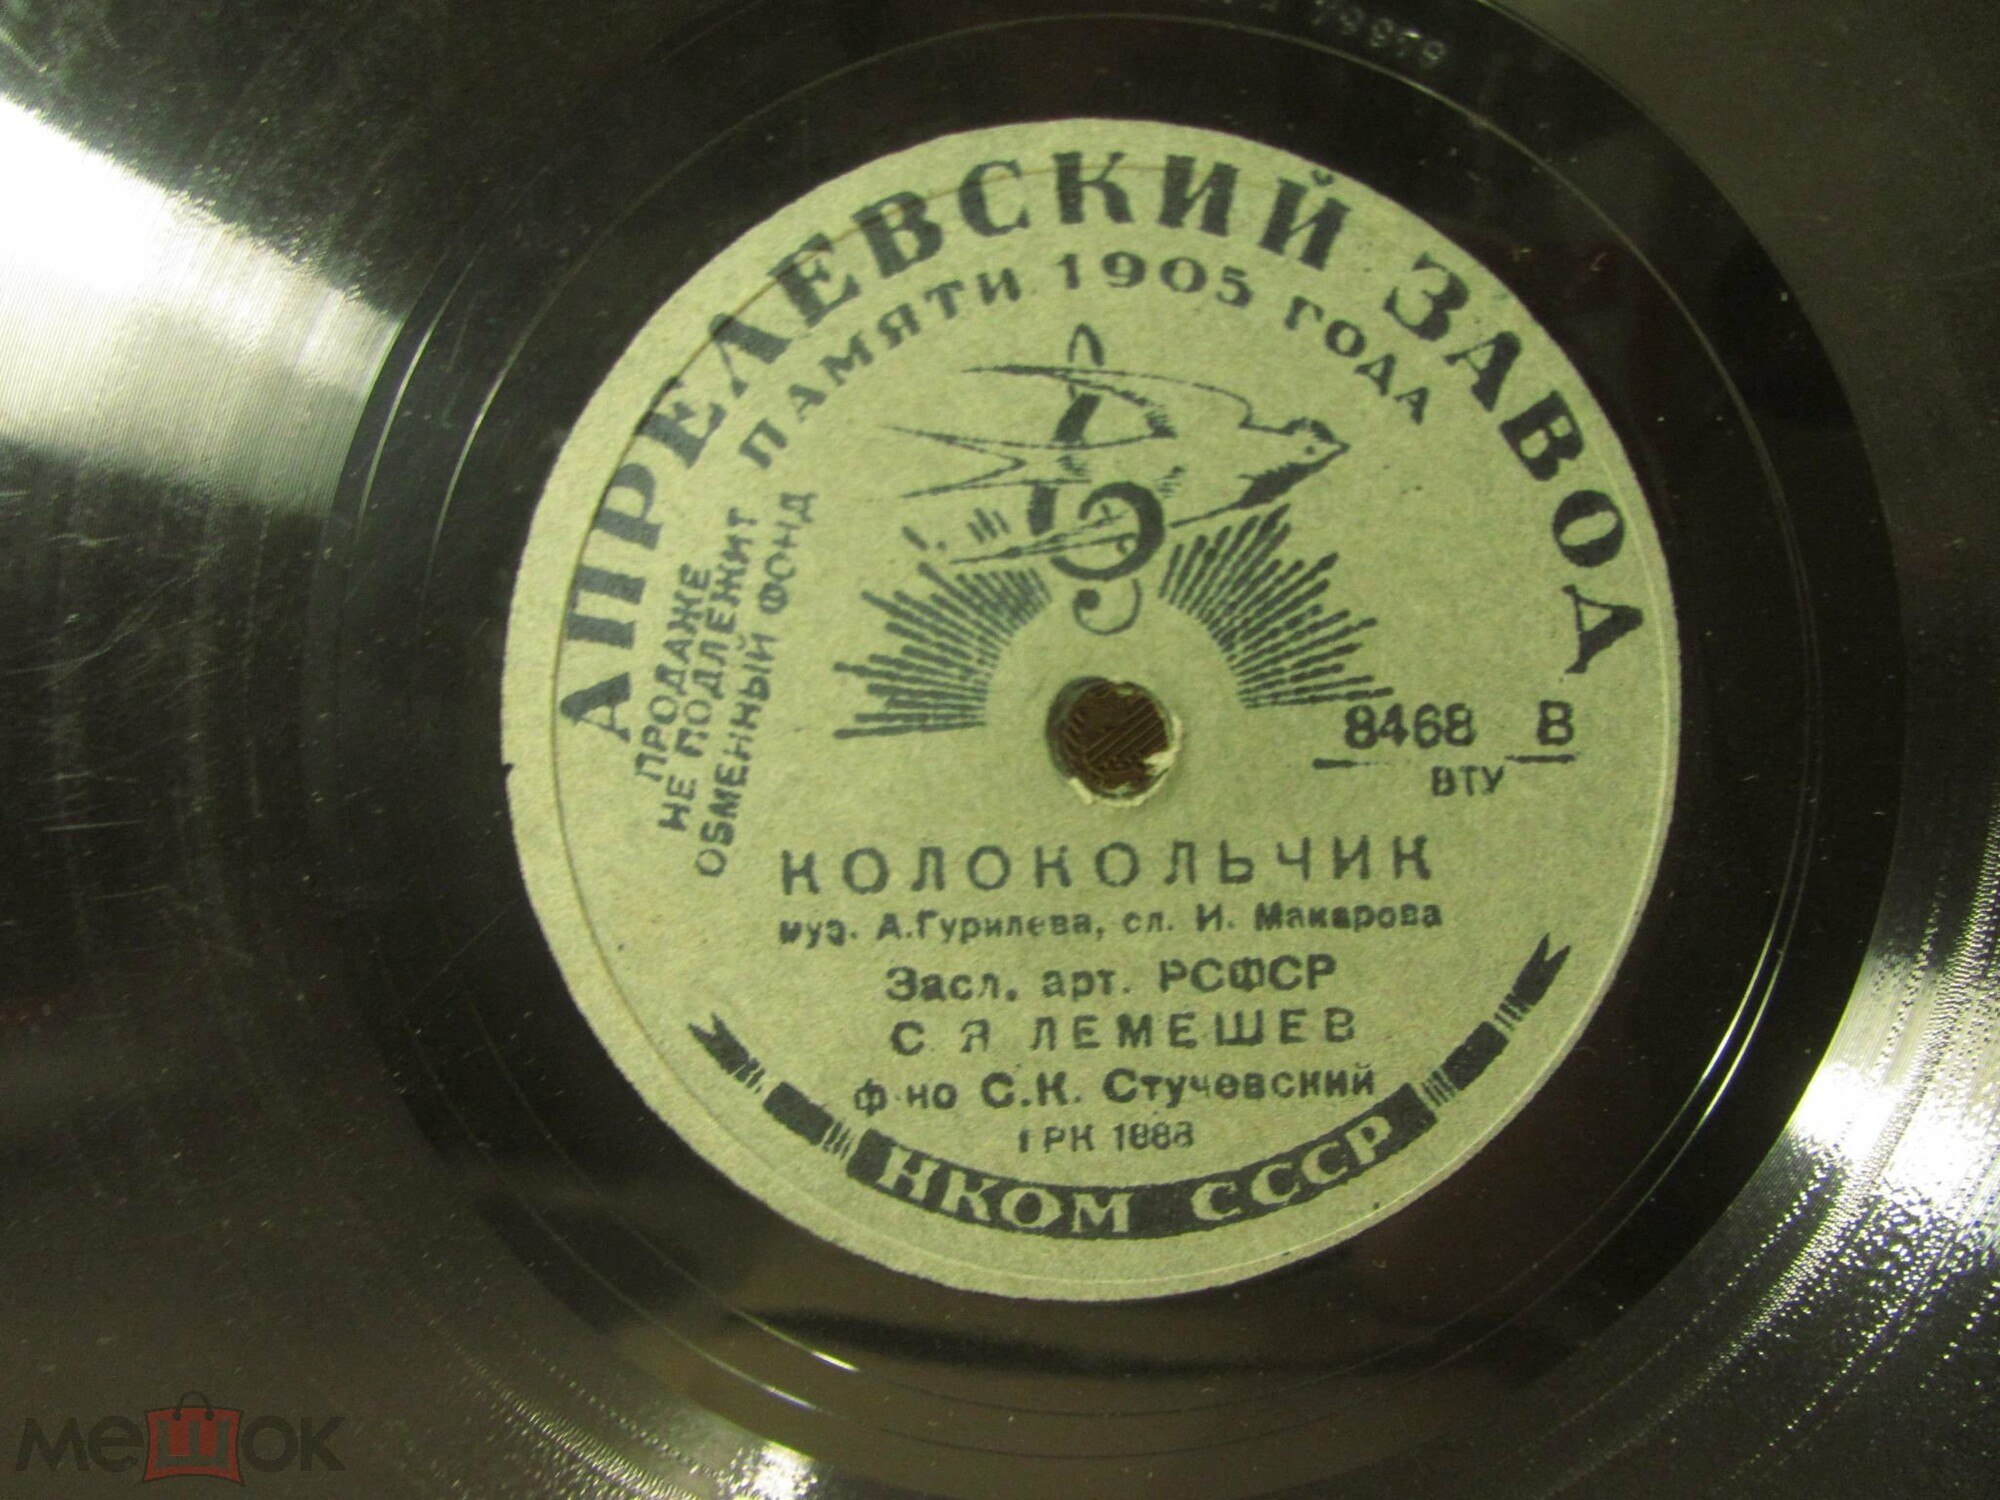 АПРЕЛЕВСКИЙ ЗАВОД
ПАМЯТИ 1905 ГОДА
ПРОДАЖЕ
НЕ ПОДЛЕЖИТ
ОБМЕННЫЙ ФОНД
8468 В
ВТУ
КОЛОКОЛЬЧИК
муз. А.Гурилева, сл. И. Макарова
Засл. арт. РСФСР
С Я ЛЕМЕШЕВ
ф-но С.К. Стучевский
ГРК 1888
НКОМ СССР
мешок